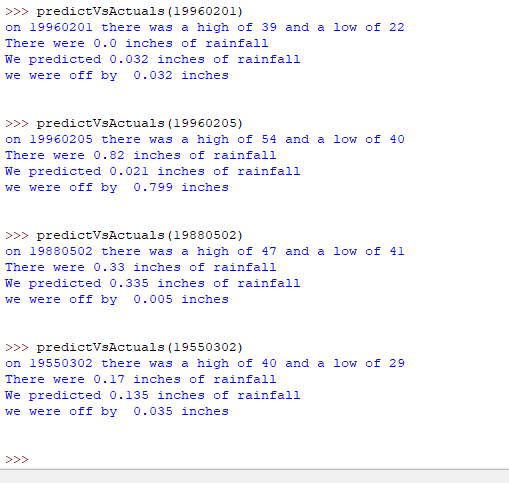 >>> predictVsActuals(19960201)
on 19960201 there was a high of 39 and a low of 22
There were 0.0 inches of rainfall
We predicted 0.032 inches of rainfall
we were off by  0.032 inches
>>> predictVsActuals(19960205)
on 19960205 there was a high of 54 and a low of 40
There were 0.82 inches of rainfall
We predicted 0.021 inches of rainfall
we were off by  0.799 inches
>>> predictVsActuals(19880502)
on 19880502 there was a high of 47 and a low of 41
There were 0.33 inches of rainfall
We predicted 0.335 inches of rainfall
we were off by  0.005 inches
>>> predictVsActuals(19550302)
on 19550302 there was a high of 40 and a low of 29
There were 0.17 inches of rainfall
We predicted 0.135 inches of rainfall
we were off by  0.035 inches
>>>